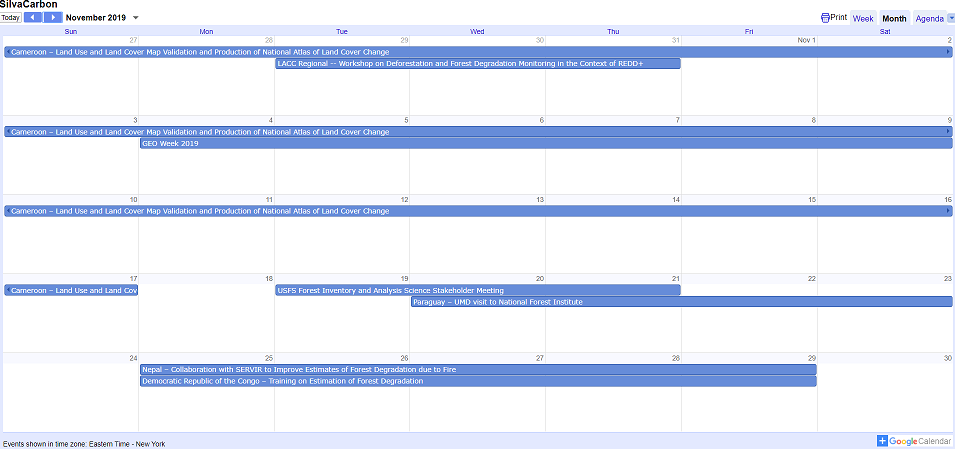 SilvaCarbon
Today November 2019 Print Week Month Agenda
Sun Mon Tue Wed Thu Fri Sat
27 28 29 30 31 Nov 1 2
Cameroon – Land Use and Land Cover Map Validation and Production of National Atlas of Land Cover Change
LACC Regional -- Workshop on Deforestation and Forest Degradation Monitoring in the Context of REDD+
3 4 5 6 7 8 9
Cameroon – Land Use and Land Cover Map Validation and Production of National Atlas of Land Cover Change
GEO Week 2019
10 11 12 13 14 15 16
Cameroon – Land Use and Land Cover Map Validation and Production of National Atlas of Land Cover Change
17 18 19 20 21 22 23
Cameroon – Land Use and Land Cov USFS Forest Inventory and Analysis Science Stakeholder Meeting
Paraguay – UMD visit to National Forest Institute
24 25 26 27 28 29 30
Nepal – Collaboration with SERVIR to Improve Estimates of Forest Degradation due to Fire
Democratic Republic of the Congo – Training on Estimation of Forest Degradation
Events shown in time zone: Eastern Time - New York
+ Google Calendar